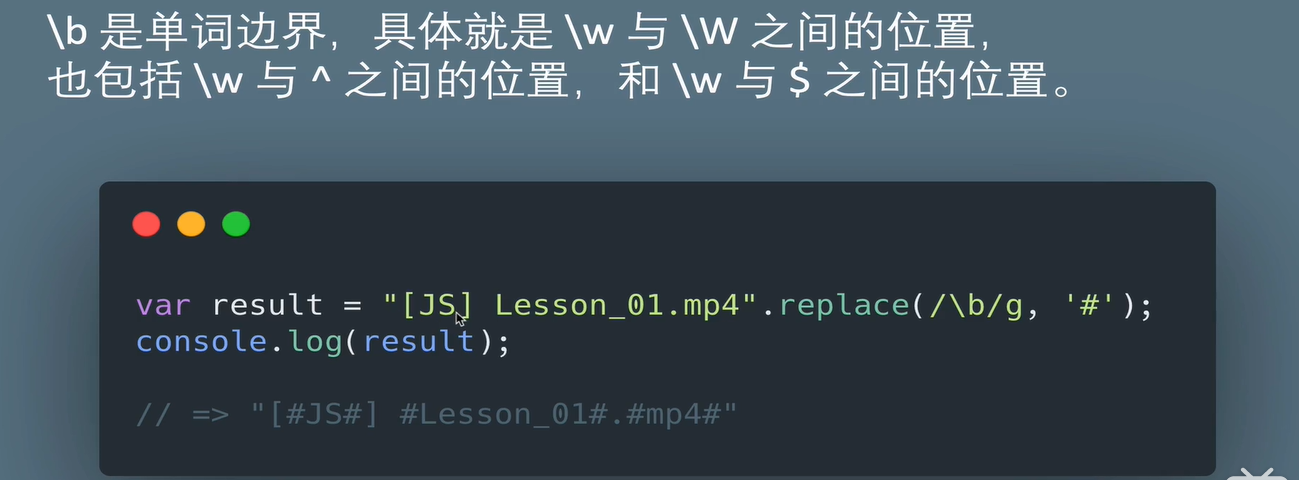 \b 是单词边界，具体就是 \w 与 \W 之间的位置，
也包括 \w 与 ^ 之间的位置，和 \w 与 $ 之间的位置。
var result = "[JS] Lesson_01.mp4".replace(/\b/g, '#');
console.log(result);
// => "[#JS#] #Lesson_01#.#mp4#"